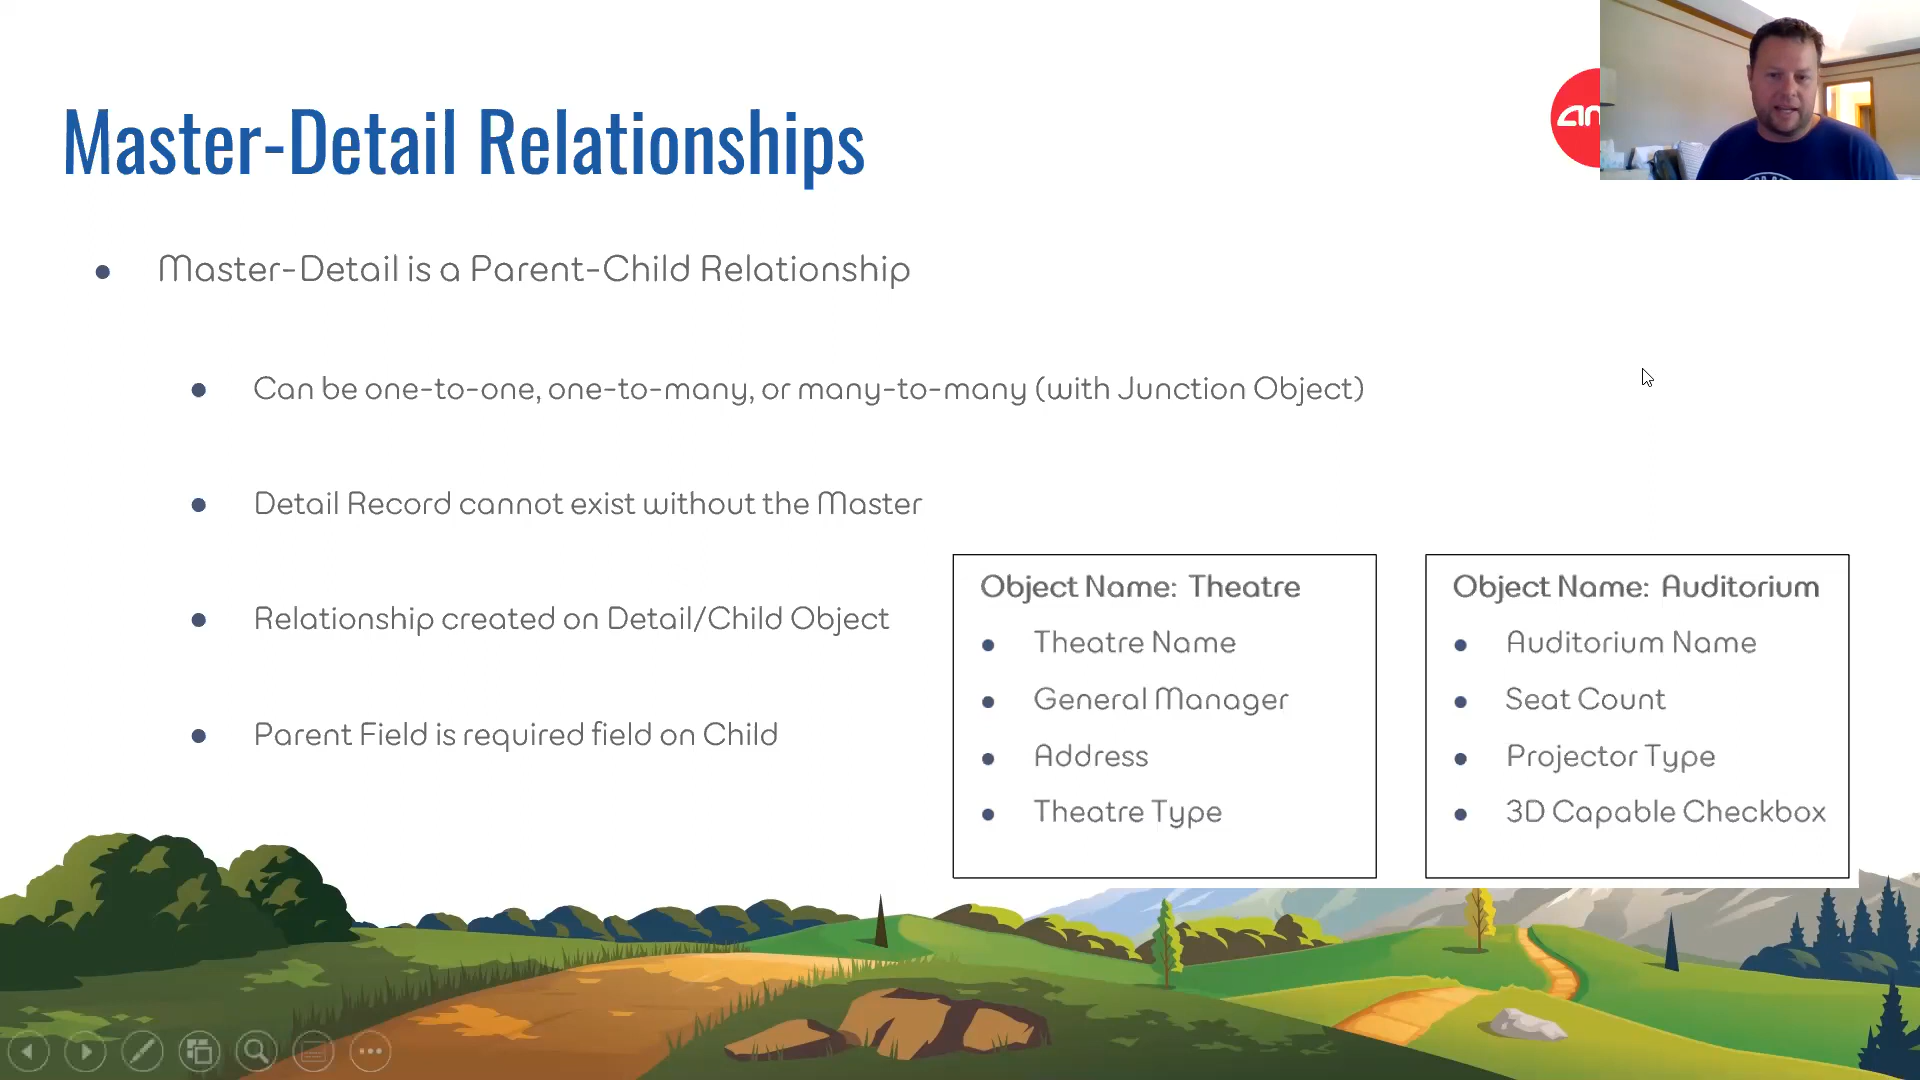 Master-Detail Relationships
Master-Detail is a Parent-Child Relationship
Can be one-to-one, one-to-many, or many-to-many (with Junction Object)
Detail Record cannot exist without the Master
Relationship created on Detail/Child Object
Parent Field is required field on Child
Object Name: Theatre
Theatre Name
General Manager
Address
Theatre Type
Object Name: Auditorium
Auditorium Name
Seat Count
Projector Type
3D Capable Checkbox